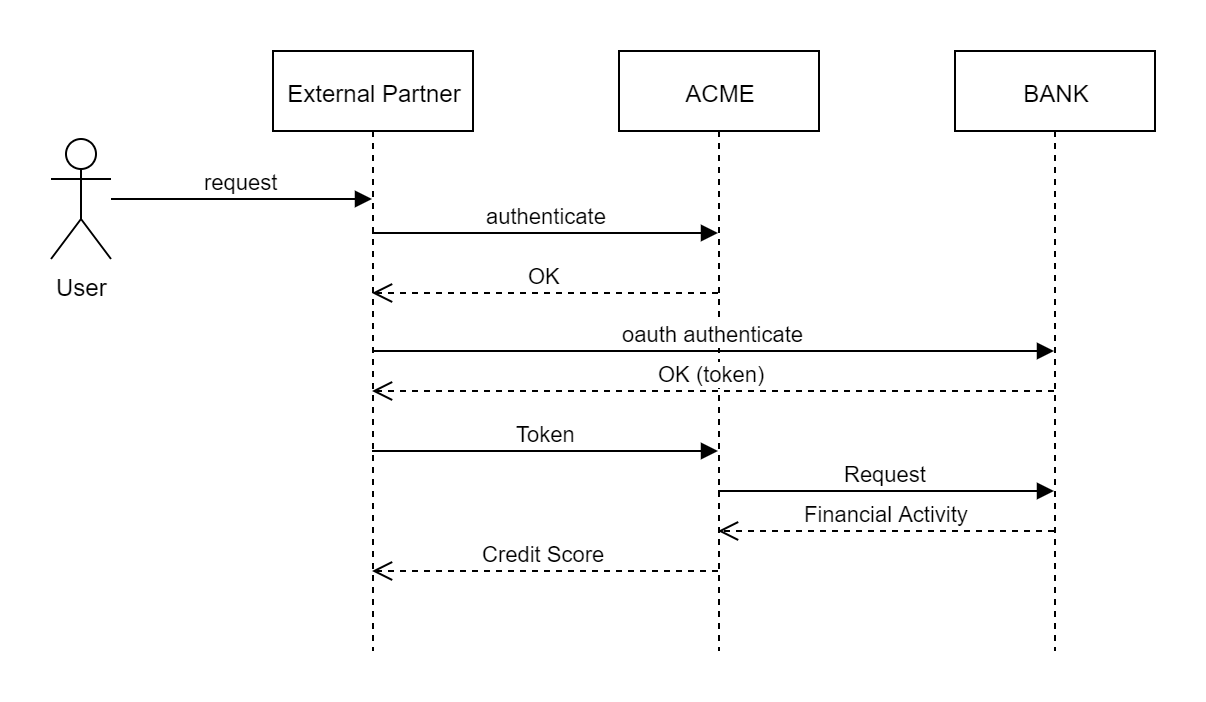 External Partner
ACME
BANK
request
authenticate
User
OK
oauth authenticate
OK (token)
Token
Request
Financial Activity
Credit Score